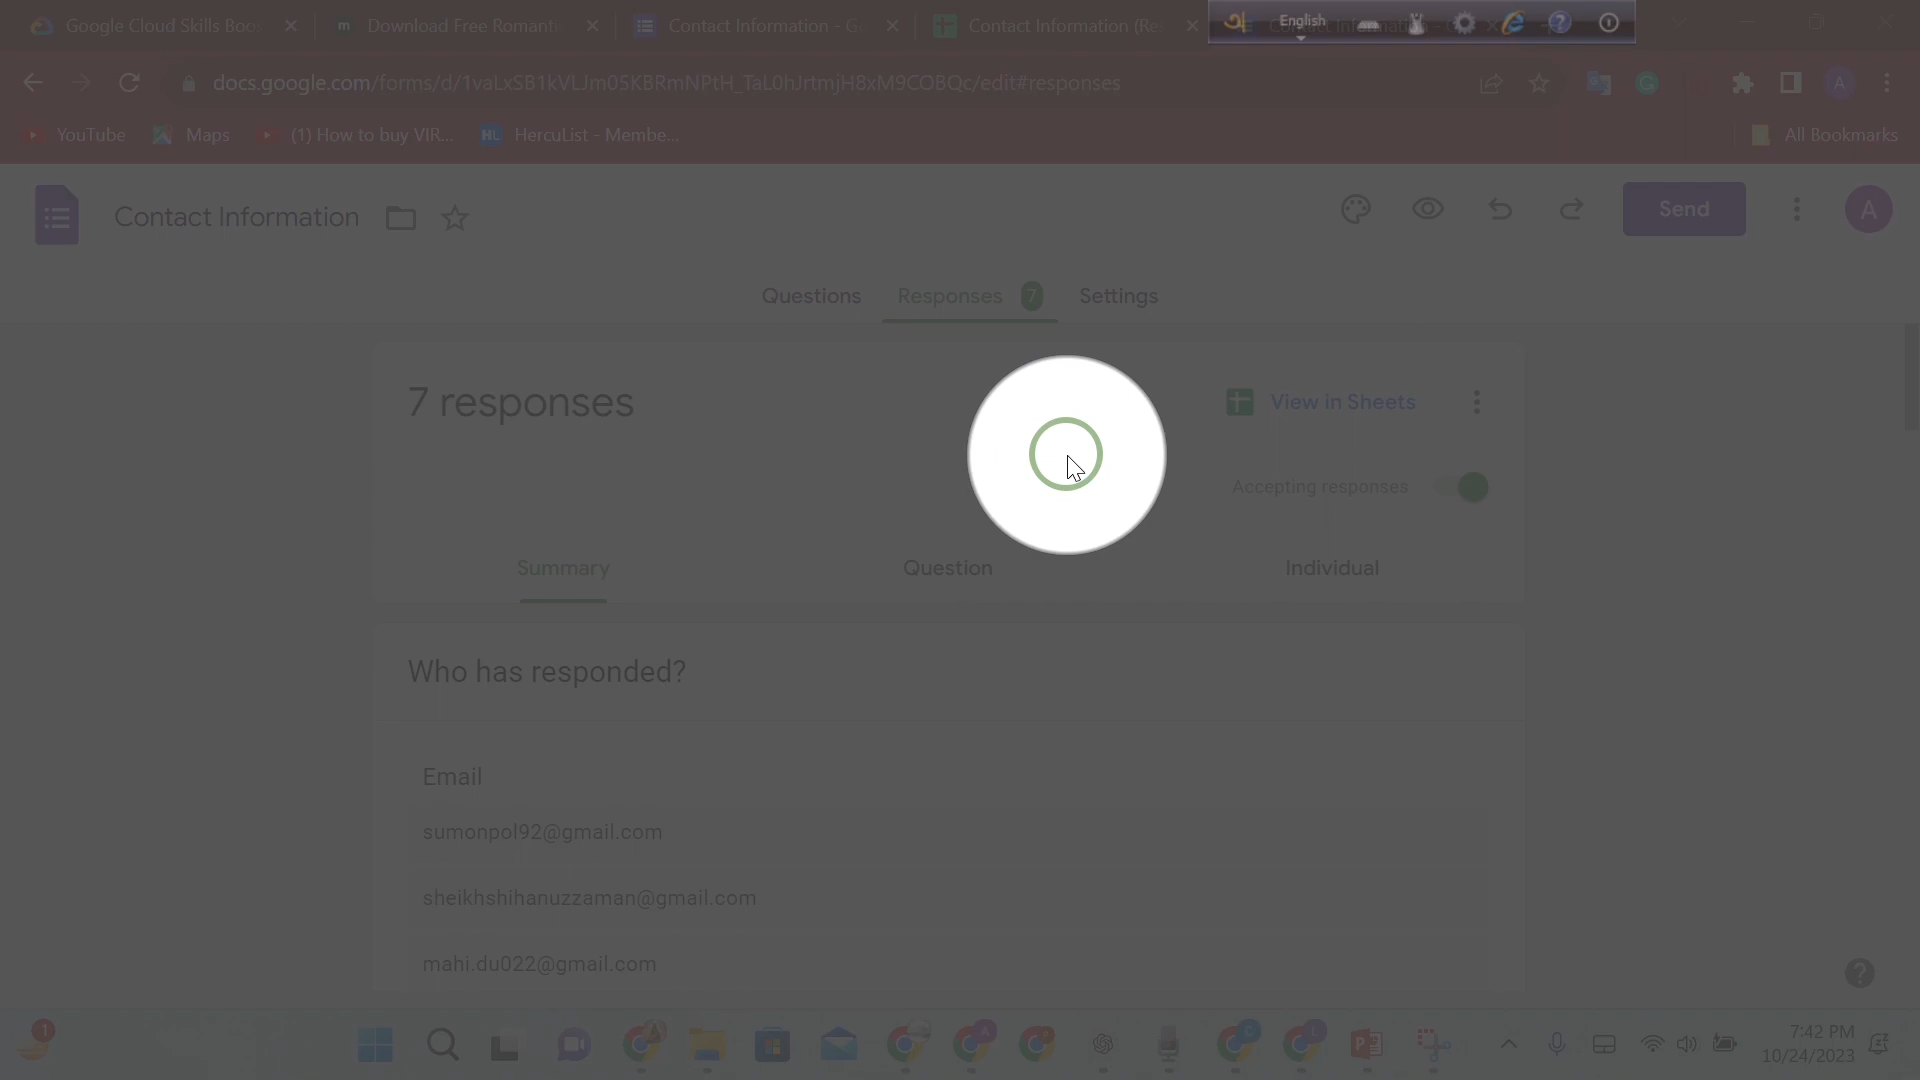 Google Cloud Skills Boos
Download Free Romanti
Contact Information - G
Contact Information (Re
English
docs.google.com/forms/d/1vaLxSB1kVLJm05KBRmNPtH_TaL0hJrtmjH8xM9COBQc/edit#responses
YouTube
Maps
(1) How to buy VIR...
HL
HercuList - Membe...
All Bookmarks
Contact Information
Send
A
Questions
Responses
7
Settings
7 responses
View in Sheets
Accepting responses
Summary
Question
Individual
Who has responded?
Email
sumonpol92@gmail.com
sheikhshihanuzzaman@gmail.com
mahi.du022@gmail.com
1
7:42 PM
10/24/2023